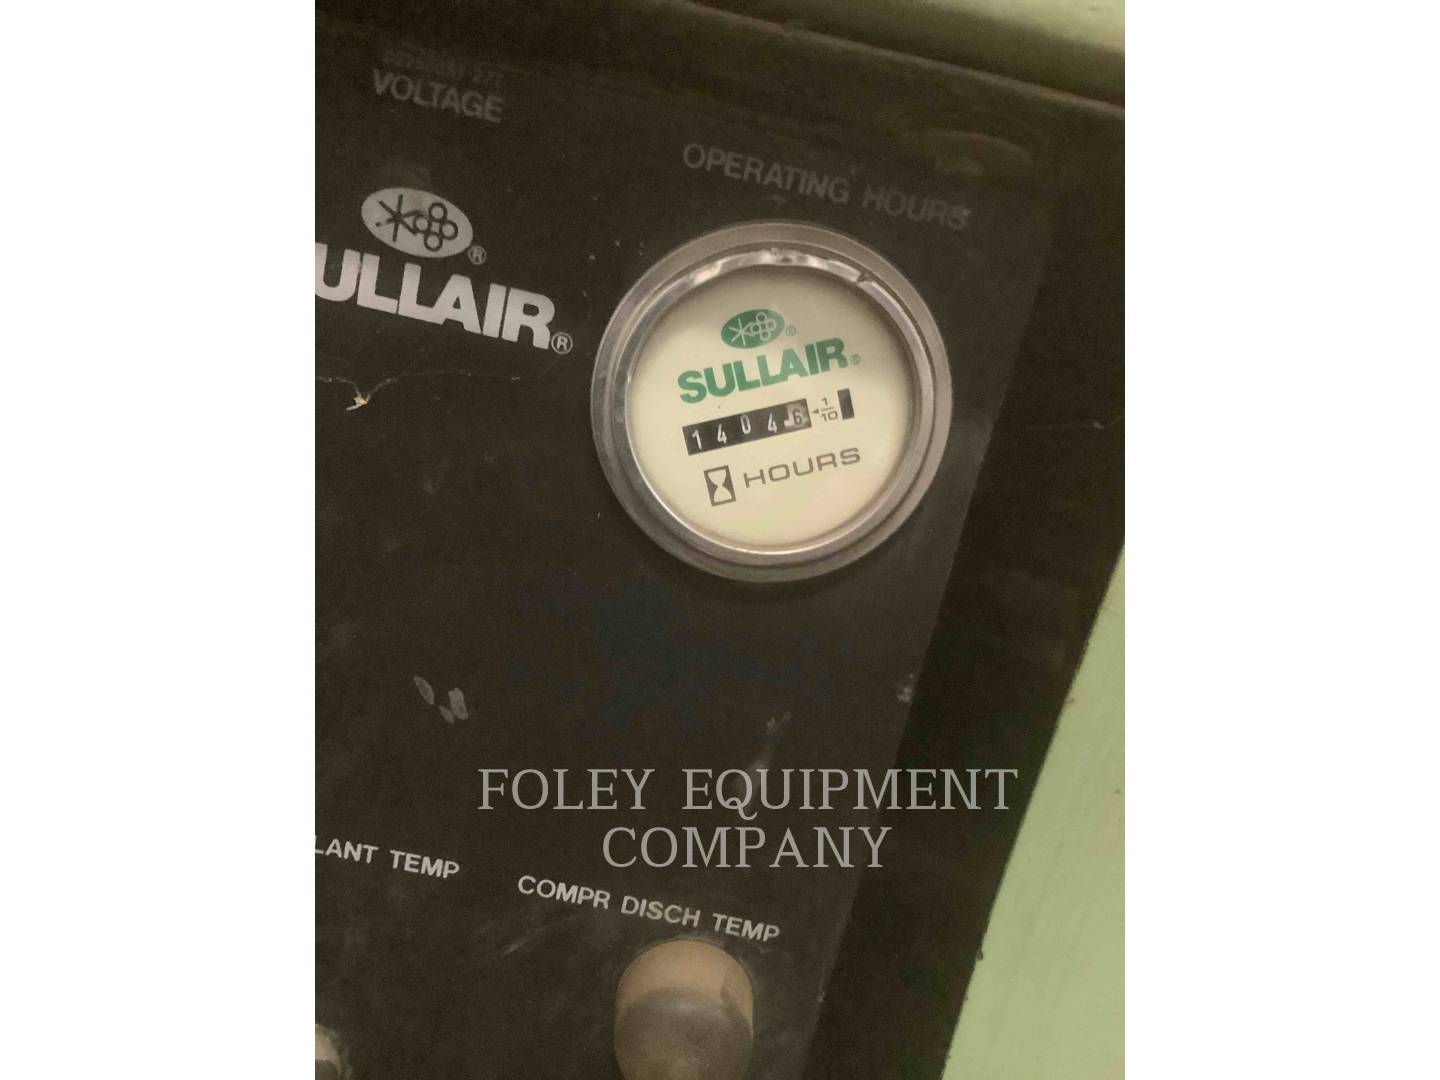 VOLTAGE
OPERATING HOURS
ULLAIR®
SULLAIR®
14046 1/10
HOURS
FOLEY EQUIPMENT
COMPANY
LANT TEMP
COMPR DISCH TEMP